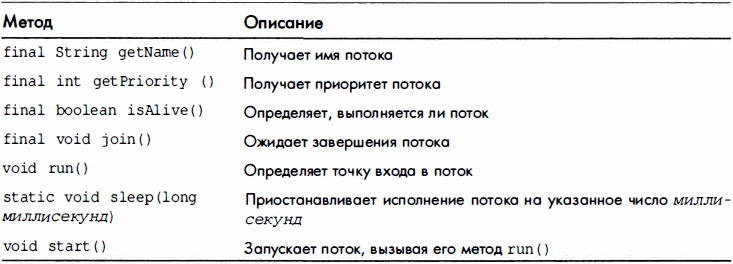 Метод Описание
final String getName() Получает имя потока
final int getPriority () Получает приоритет потока
final boolean isAlive() Определяет, выполняется ли поток
final void join() Ожидает завершения потока
void run() Определяет точку входа в поток
static void sleep(long Приостанавливает исполнение потока на указанное число милли-
миллисекунд) секунд
void start() Запускает поток, вызывая его метод run()